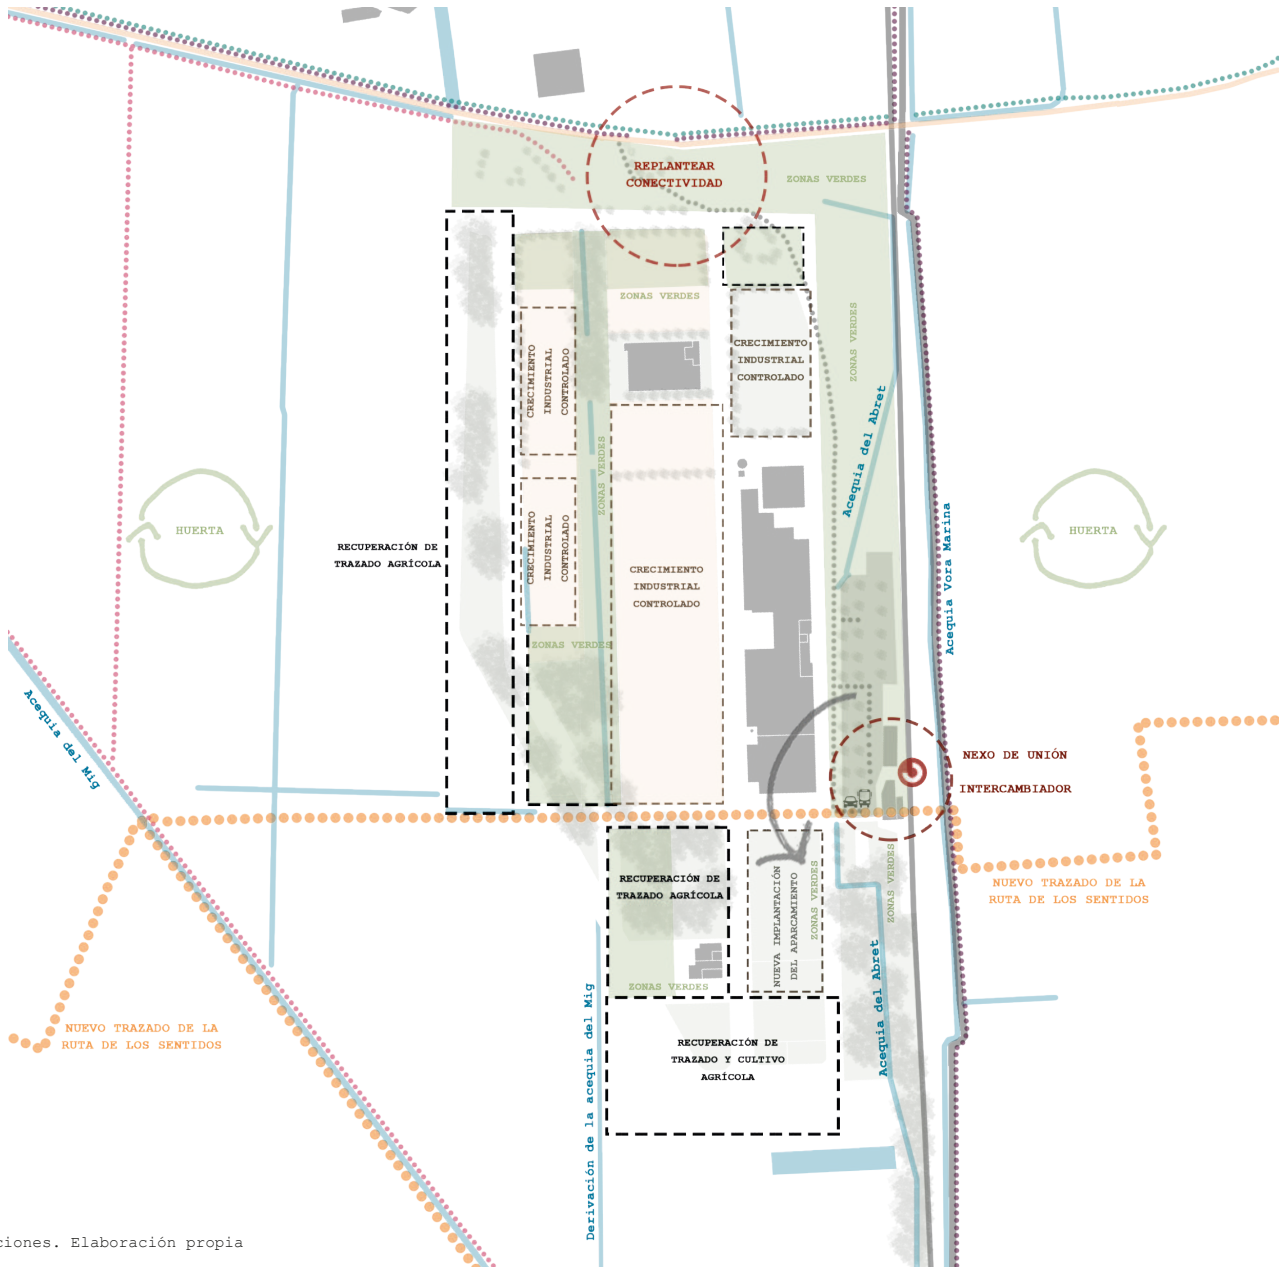 REPLANTEAR
CONECTIVIDAD
ZONAS VERDES
ZONAS VERDES
ZONAS VERDES
CRECIMIENTO
INDUSTRIAL
CONTROLADO
CRECIMIENTO
INDUSTRIAL
CONTROLADO
Acequia del Abret
ZONAS VERDES
HUERTA
RECUPERACIÓN DE
TRAZADO AGRÍCOLA
CRECIMIENTO
INDUSTRIAL
CONTROLADO
CRECIMIENTO
INDUSTRIAL
CONTROLADO
Acequia Vora Marina
HUERTA
ZONAS VERDES
Acequia del Mig
NEXO DE UNIÓN
INTERCAMBIADOR
RECUPERACIÓN DE
TRAZADO AGRÍCOLA
NUEVA IMPLANTACIÓN
DEL APARCAMIENTO
ZONAS VERDES
ZONAS VERDES
NUEVO TRAZADO DE LA
RUTA DE LOS SENTIDOS
ZONAS VERDES
Acequia del Abret
NUEVO TRAZADO DE LA
RUTA DE LOS SENTIDOS
RECUPERACIÓN DE
TRAZADO Y CULTIVO
AGRÍCOLA
Derivación de la acequia del Mig
ciones. Elaboración propia